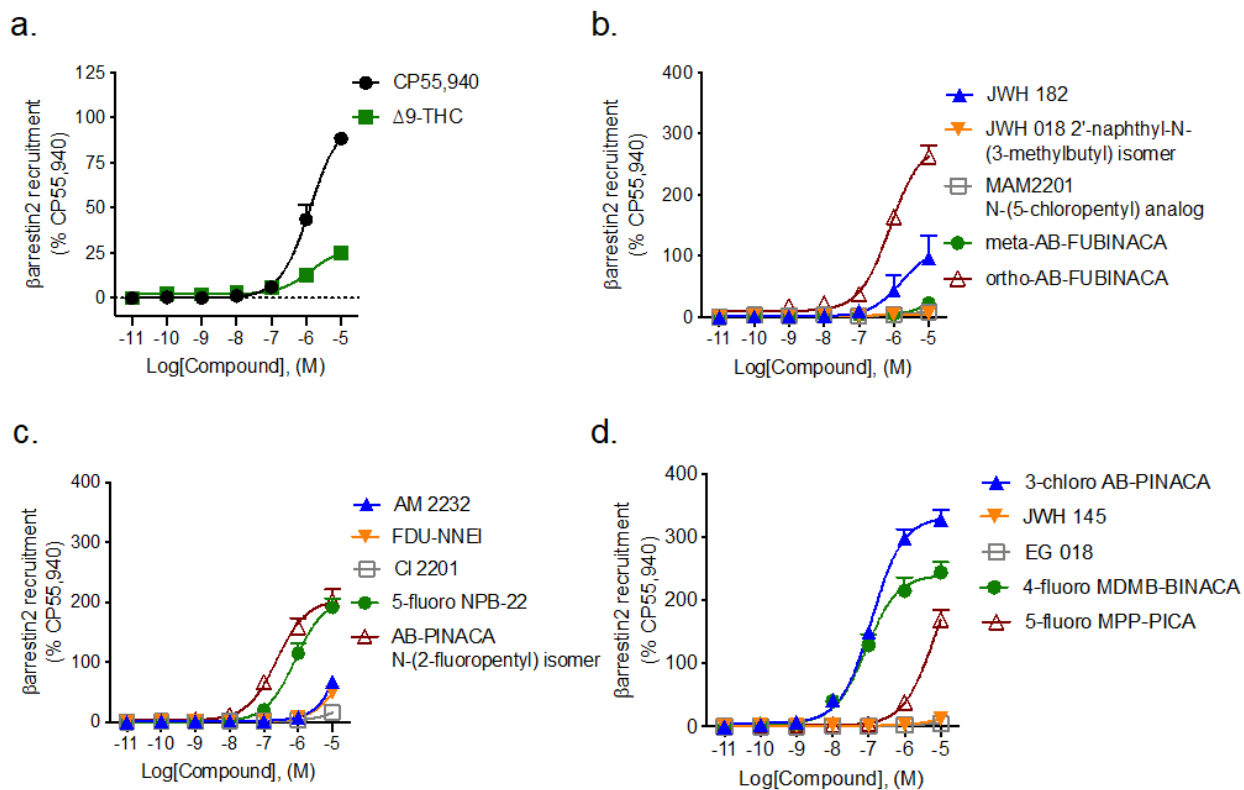 a.
βarrestin2 recruitment
(% CP55,940)
125
100
75
50
25
0
-11 -10 -9 -8 -7 -6 -5
Log[Compound], (M)
CP55,940
Δ9-THC
b.
βarrestin2 recruitment
(% CP55,940)
400
300
200
100
0
-11 -10 -9 -8 -7 -6 -5
Log[Compound], (M)
JWH 182
JWH 018 2'-naphthyl-N-
(3-methylbutyl) isomer
MAM2201
N-(5-chloropentyl) analog
meta-AB-FUBINACA
ortho-AB-FUBINACA
c.
βarrestin2 recruitment
(% CP55,940)
400
300
200
100
0
-11 -10 -9 -8 -7 -6 -5
Log[Compound], (M)
AM 2232
FDU-NNEI
CI 2201
5-fluoro NPB-22
AB-PINACA
N-(2-fluoropentyl) isomer
d.
βarrestin2 recruitment
(% CP55,940)
400
300
200
100
0
-11 -10 -9 -8 -7 -6 -5
Log[Compound], (M)
3-chloro AB-PINACA
JWH 145
EG 018
4-fluoro MDMB-BINACA
5-fluoro MPP-PICA